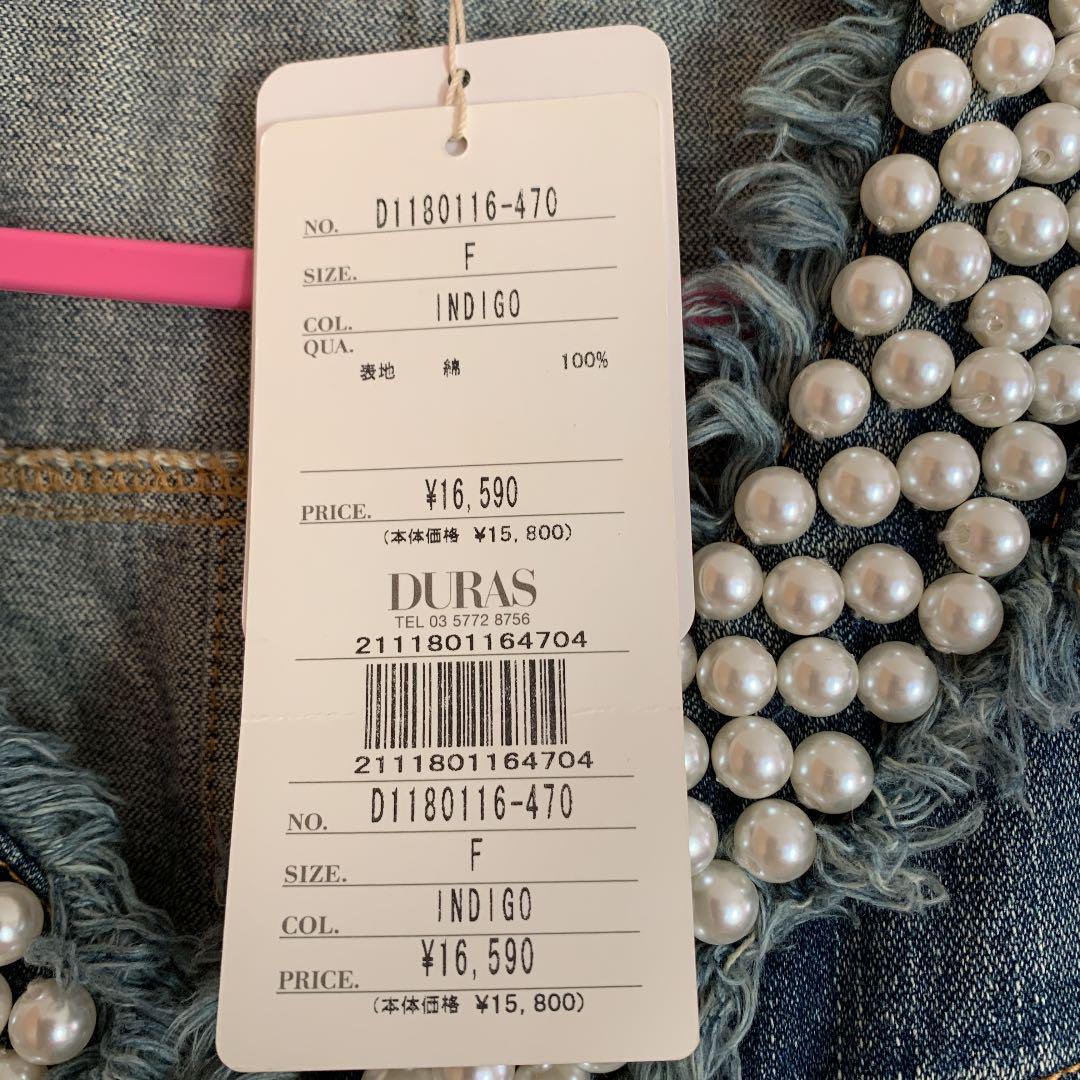 NO. D1180116-470
SIZE. F
COL. INDIGO
QUA.
表地 綿 100%
PRICE. ¥16,590
(本体価格 ¥15,800)
DURAS
TEL 03 5772 8756
2111801164704
2111801164704
NO. D1180116-470
SIZE. F
COL. INDIGO
PRICE. ¥16,590
(本体価格 ¥15,800)